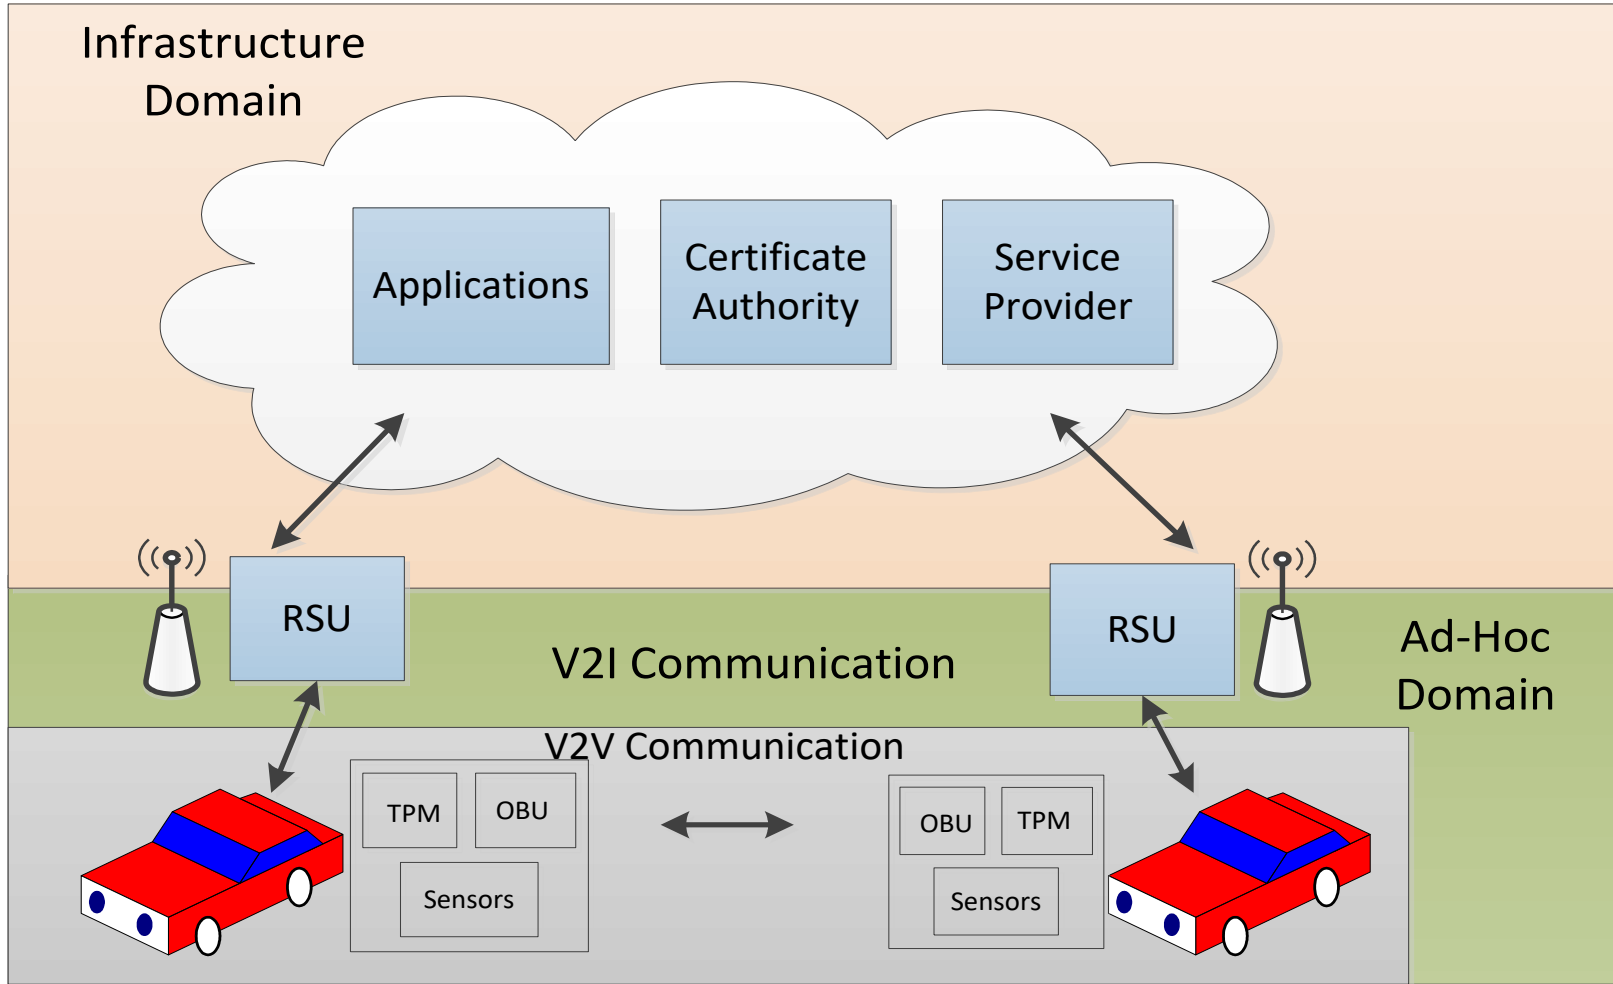 Infrastructure
Domain
Applications
Certificate
Authority
Service
Provider
RSU
RSU
V2I Communication
Ad-Hoc
Domain
V2V Communication
TPM
OBU
Sensors
OBU
TPM
Sensors